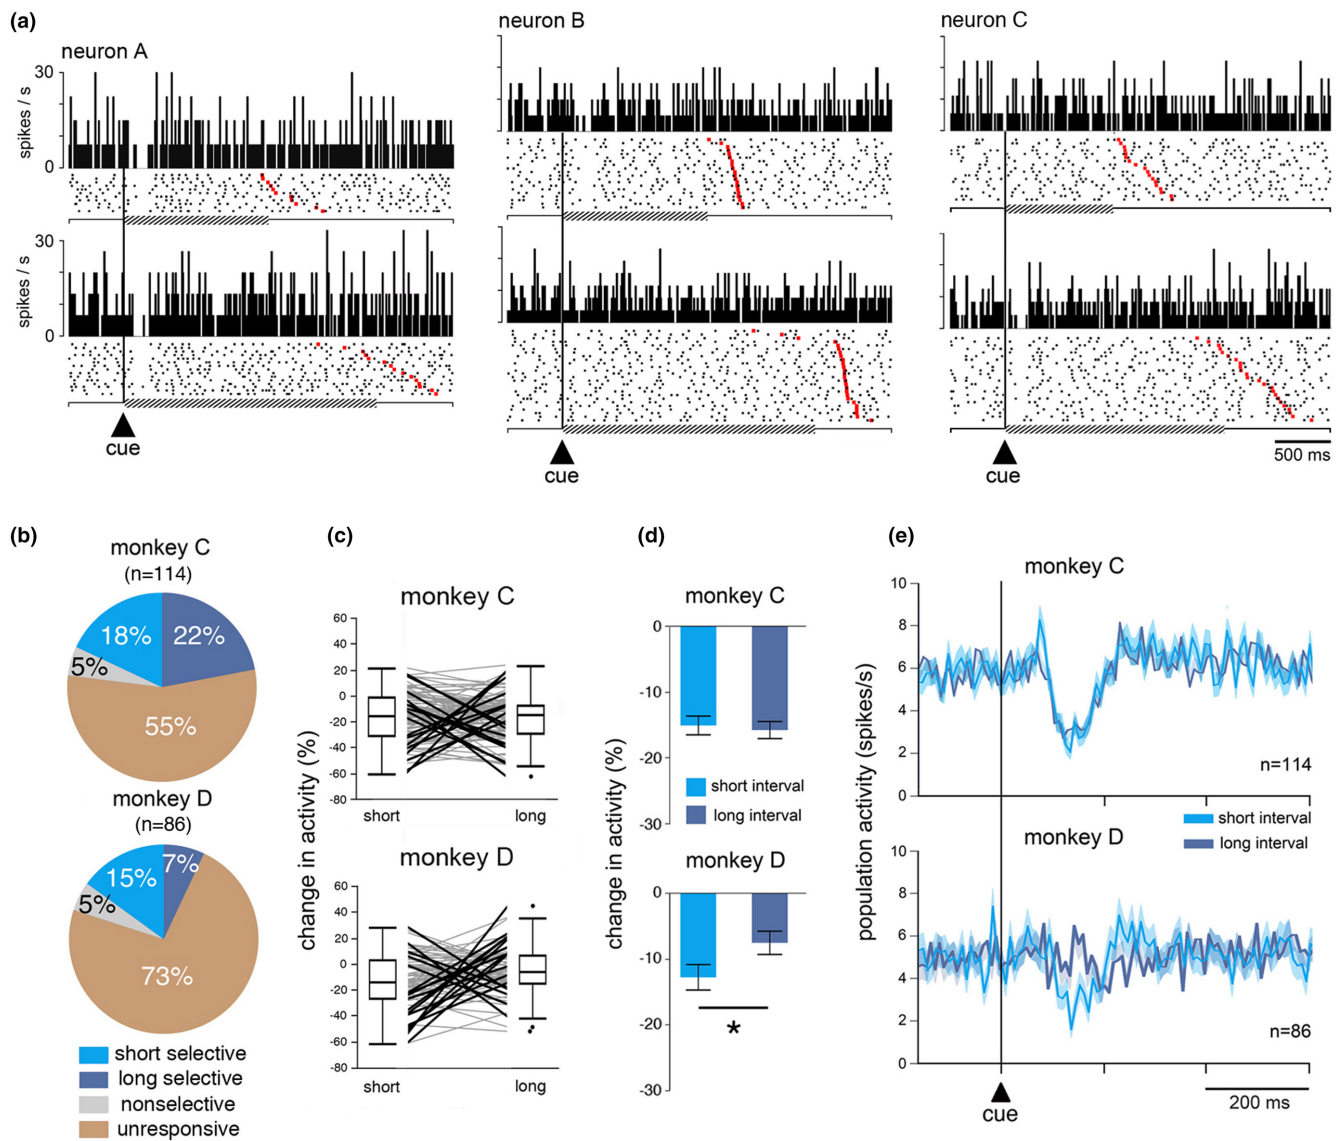 (a)
neuron A
neuron B
neuron C
30
spikes / s
0
30
spikes / s
0
cue
cue
cue
500 ms
(b)
monkey C
(n=114)
18%
22%
5%
55%
monkey D
(n=86)
15%
7%
5%
73%
short selective
long selective
nonselective
unresponsive
(c)
monkey C
change in activity (%)
60
40
20
0
-20
-40
-60
-80
short
long
monkey D
60
40
20
0
-20
-40
-60
-80
short
long
(d)
monkey C
change in activity (%)
0
-10
-20
-30
short interval
long interval
monkey D
0
-10
-20
-30
*
(e)
monkey C
population activity (spikes/s)
10
8
6
4
2
0
n=114
short interval
long interval
monkey D
10
8
6
4
2
0
n=86
cue
200 ms